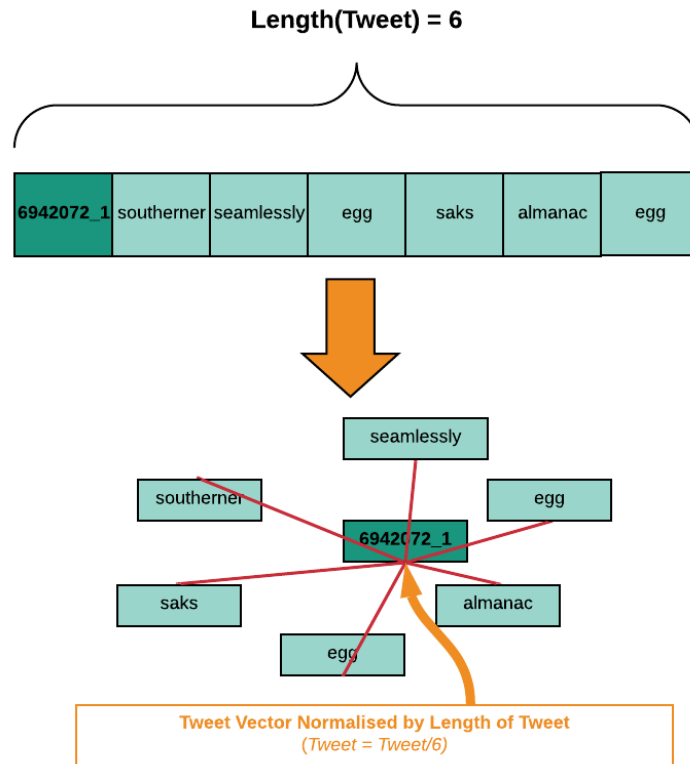 Length(Tweet) = 6
6942072_1 southerner seamlessly egg saks almanac egg
seamlessly
southerner
egg
6942072_1
saks
almanac
egg
Tweet Vector Normalised by Length of Tweet
(Tweet = Tweet/6)